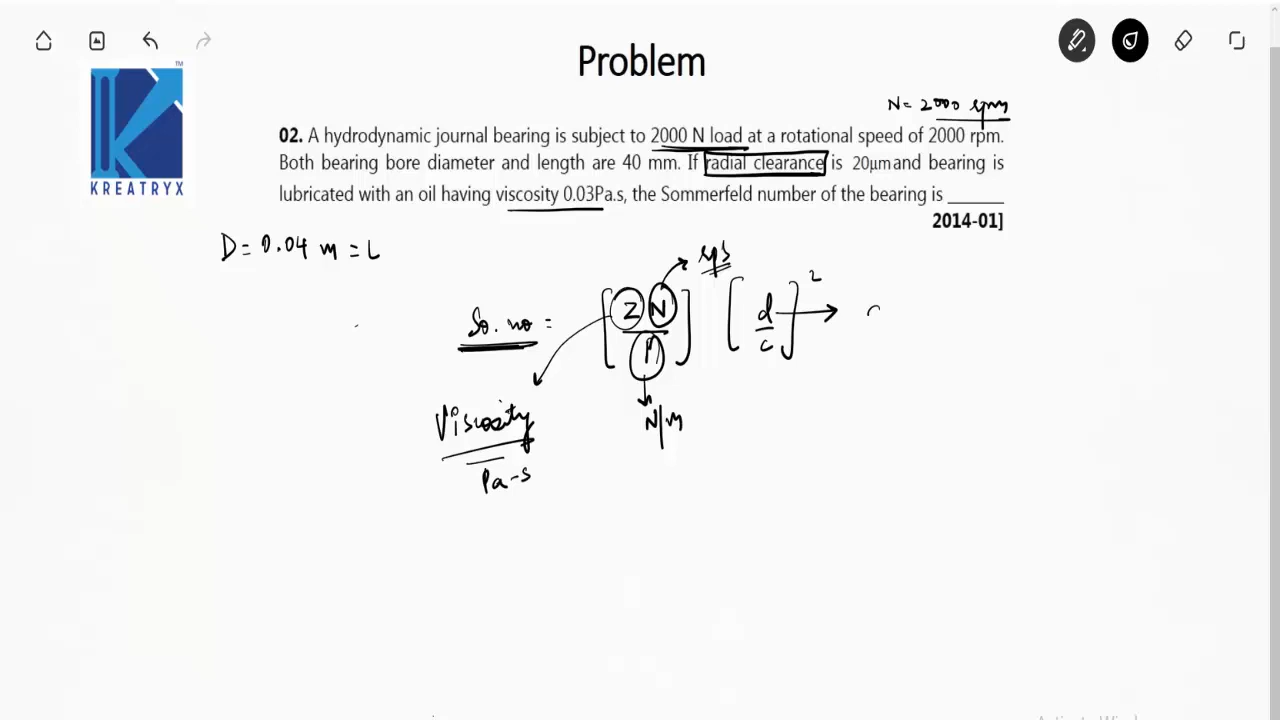 Problem
TM
KREATRYX
N = 2000 rpm
02. A hydrodynamic journal bearing is subject to 2000 N load at a rotational speed of 2000 rpm.
Both bearing bore diameter and length are 40 mm. If radial clearance is 20μm and bearing is
lubricated with an oil having viscosity 0.03Pa.s, the Sommerfeld number of the bearing is ______
2014-01]
D = 0.04 m = L
rps
So. no = [ZN/P] [d/c]2
N/m
Viscosity
Pa-s